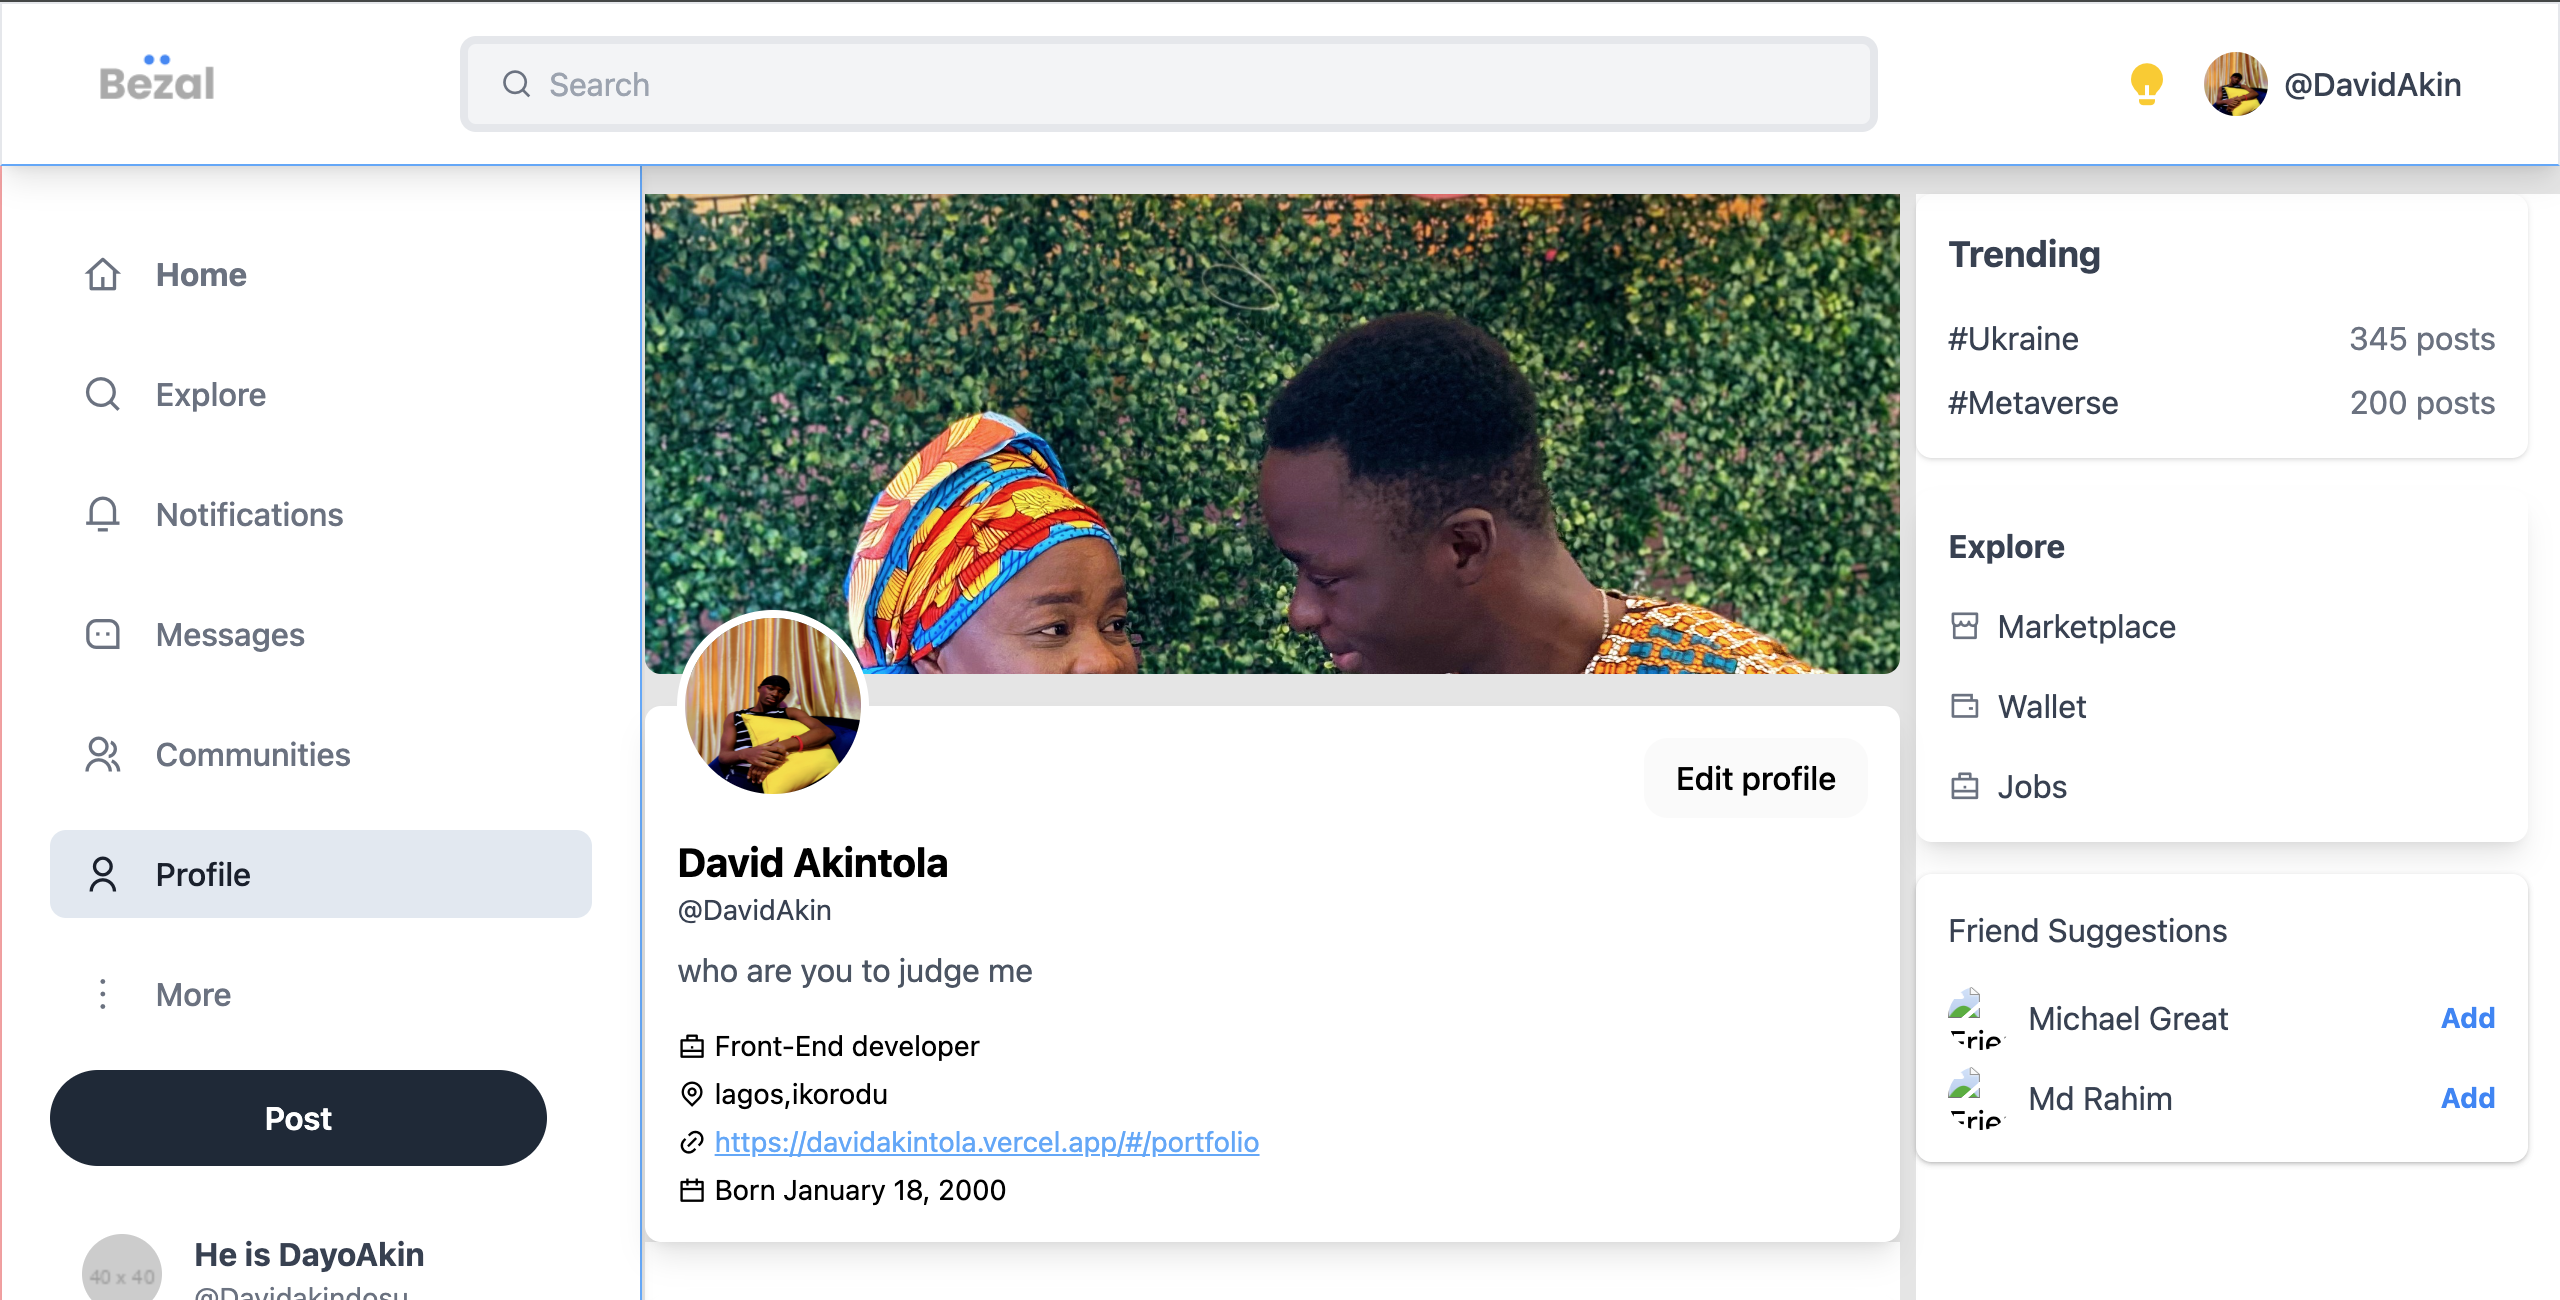 Bezal
Search
@DavidAkin
Home
Explore
Notifications
Messages
Communities
Profile
More
Post
He is DayoAkin
@Davidakindosu
40 x 40
Edit profile
David Akintola
@DavidAkin
who are you to judge me
Front-End developer
lagos,ikorodu
https://davidakintola.vercel.app/#/portfolio
Born January 18, 2000
Trending
#Ukraine 345 posts
#Metaverse 200 posts
Explore
Marketplace
Wallet
Jobs
Friend Suggestions
Frie
Michael Great Add
Frie
Md Rahim Add